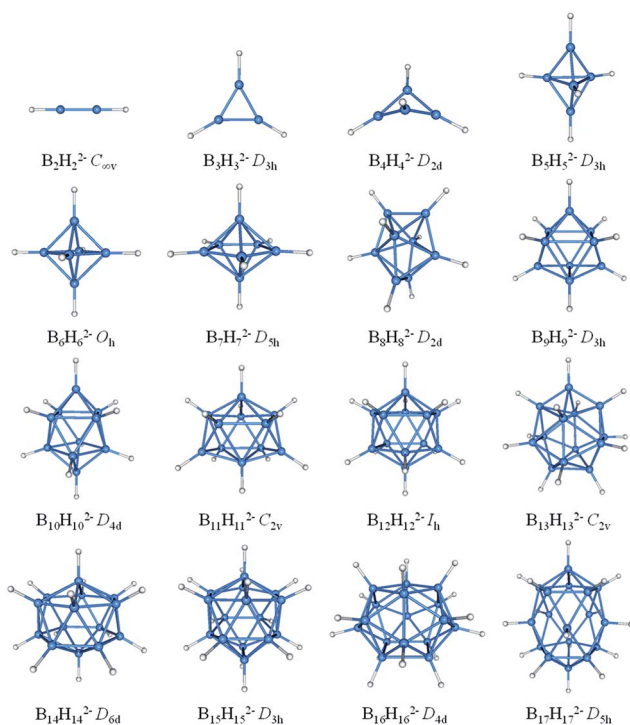 B₂H₂²⁻ C∞v B₃H₃²⁻ D₃h B₄H₄²⁻ D₂d B₅H₅²⁻ D₃h
B₆H₆²⁻ Oh B₇H₇²⁻ D₅h B₈H₈²⁻ D₂d B₉H₉²⁻ D₃h
B₁₀H₁₀²⁻ D₄d B₁₁H₁₁²⁻ C₂v B₁₂H₁₂²⁻ Ih B₁₃H₁₃²⁻ C₂v
B₁₄H₁₄²⁻ D₆d B₁₅H₁₅²⁻ D₃h B₁₆H₁₆²⁻ D₄d B₁₇H₁₇²⁻ D₅h